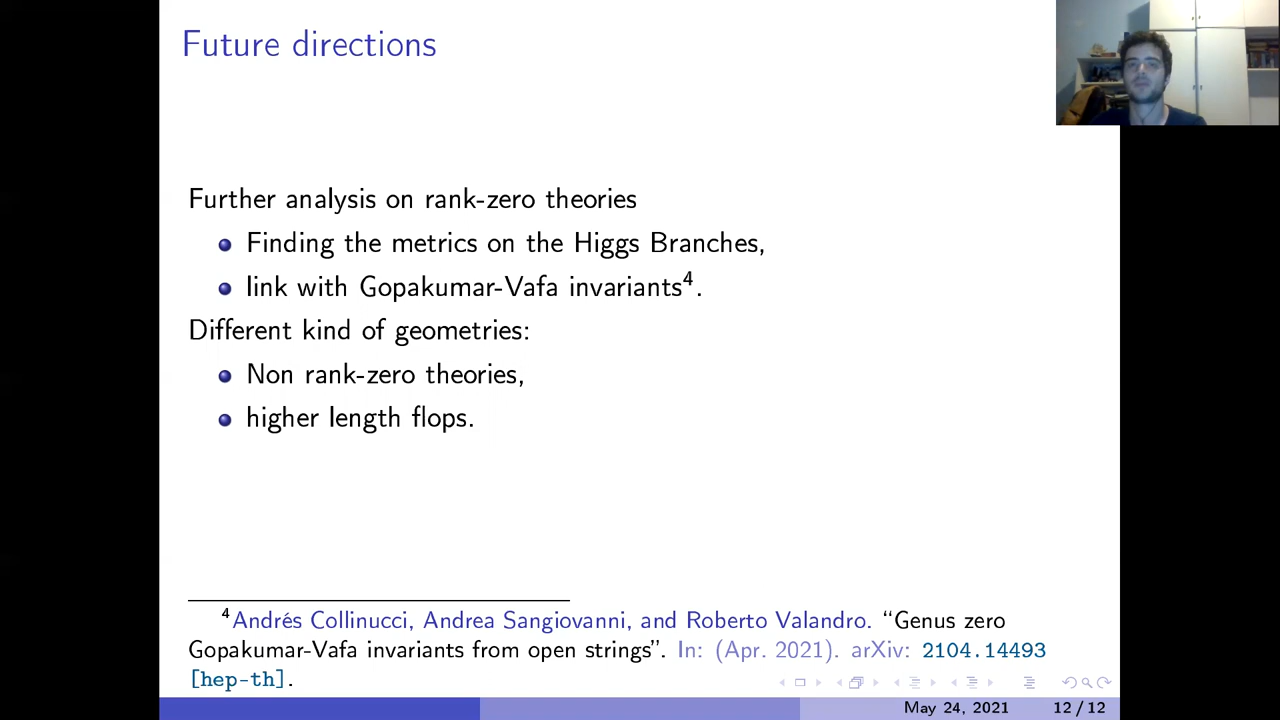 Future directions
Further analysis on rank-zero theories
Finding the metrics on the Higgs Branches,
link with Gopakumar-Vafa invariants⁴.
Different kind of geometries:
Non rank-zero theories,
higher length flops.
⁴Andrés Collinucci, Andrea Sangiovanni, and Roberto Valandro. “Genus zero
Gopakumar-Vafa invariants from open strings”. In: (Apr. 2021). arXiv: 2104.14493
[hep-th].
May 24, 2021 12 / 12